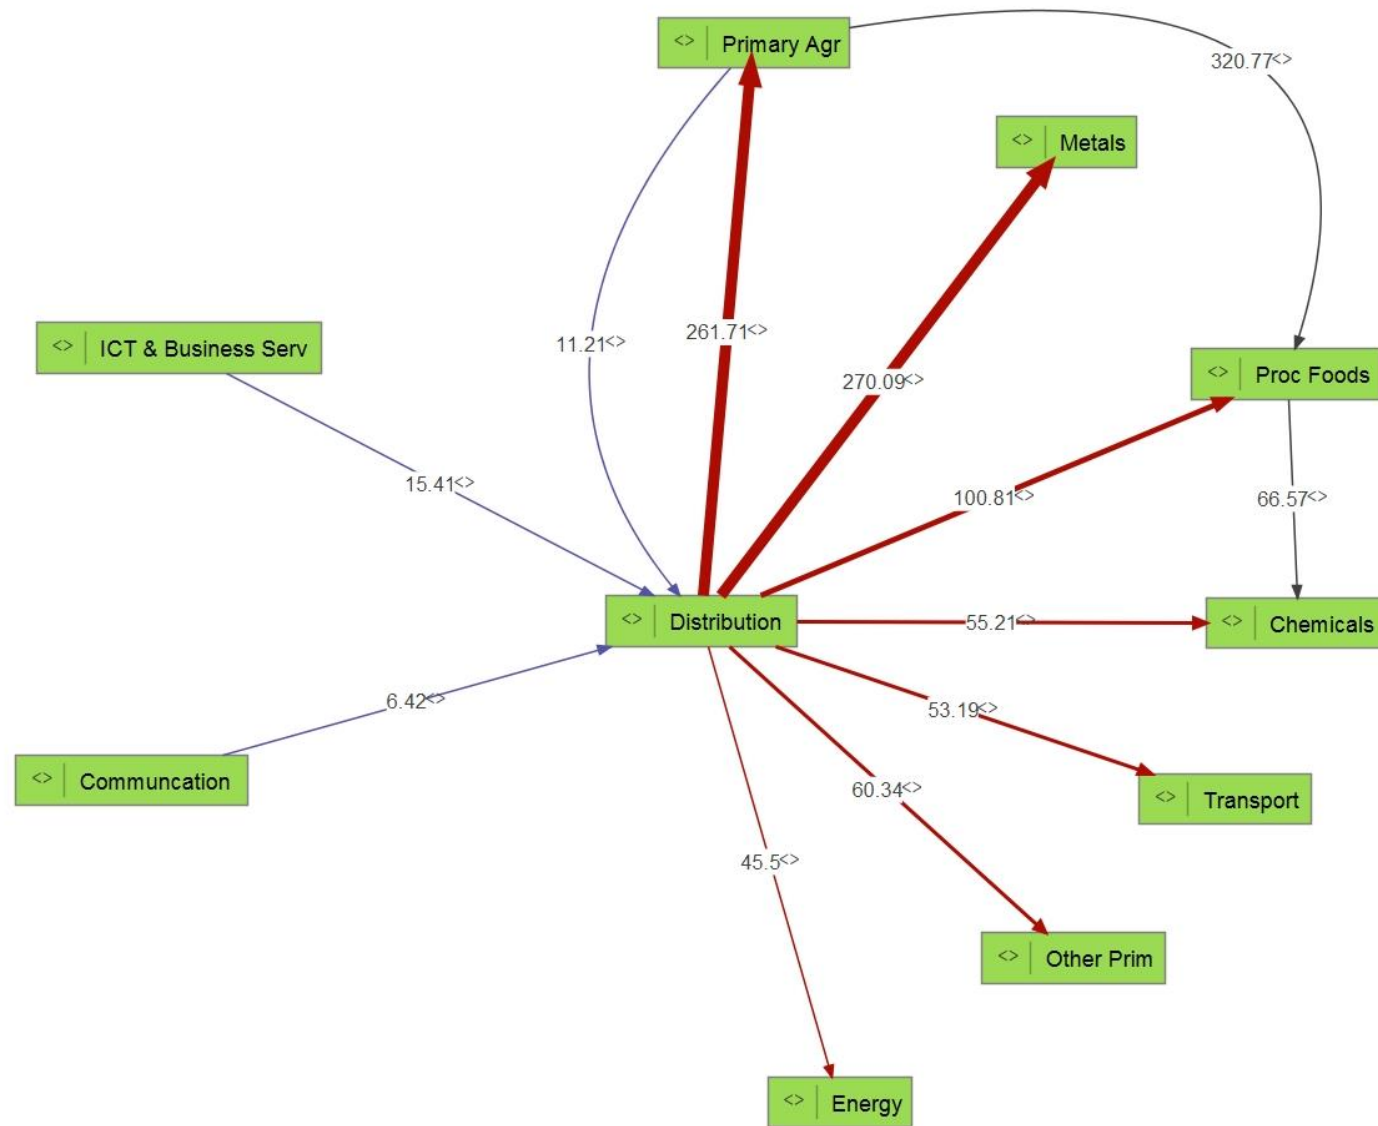 <> Primary Agr
320.77<>
<> Metals
11.21<>
261.71<>
<> ICT & Business Serv
270.09<>
<> Proc Foods
15.41<>
100.81<>
66.57<>
<> Distribution
55.21<>
<> Chemicals
6.42<>
53.19<>
<> Communcation
60.34<>
<> Transport
45.5<>
<> Other Prim
<> Energy